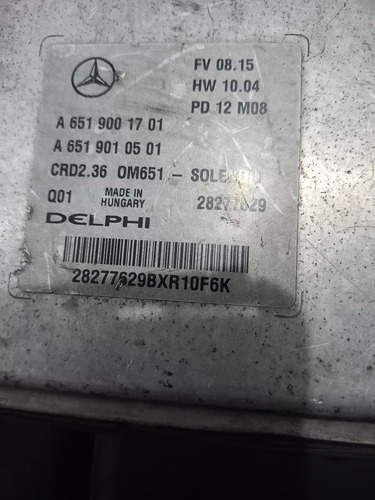 FV 08.15
HW 10.04
PD 12 M08
A 651 900 17 01
A 651 901 05 01
CRD2.36 OM651 - SOLENOID
Q01 MADE IN HUNGARY 28277629
DELPHI
28277629BXR10F6K